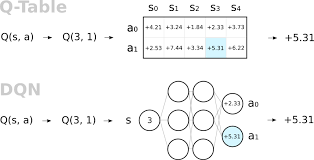 Q-Table
s₀ s₁ s₂ s₃ s₄
a₀ +4.21 +3.24 +1.84 +2.33 +3.73
Q(s, a) → Q(3, 1) → → +5.31
a₁ +2.53 +7.44 +3.34 +5.31 +6.22
DQN
+2.33 a₀
Q(s, a) → Q(3, 1) → s 3 → +5.31
+5.31 a₁